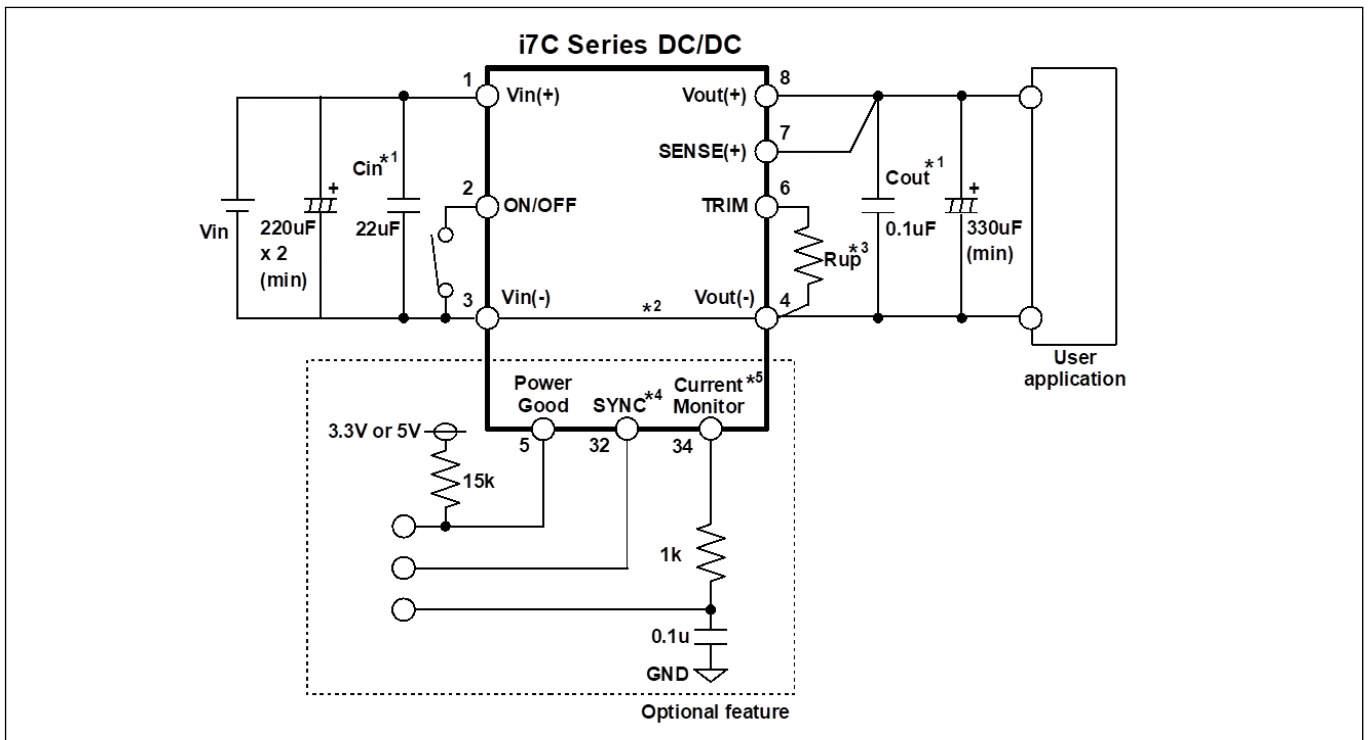 i7C Series DC/DC
1
Vin(+)
Vout(+)
8
7
SENSE(+)
Cin*1
2
ON/OFF
TRIM
6
Cout*1
+
Vin
220uF
x 2
(min)
22uF
Rup*3
0.1uF
+
330uF
(min)
3
Vin(-)
*2
Vout(-)
4
User
application
Power
Good
SYNC*4
Current*5
Monitor
3.3V or 5V
5
32
34
15k
1k
0.1u
GND
Optional feature